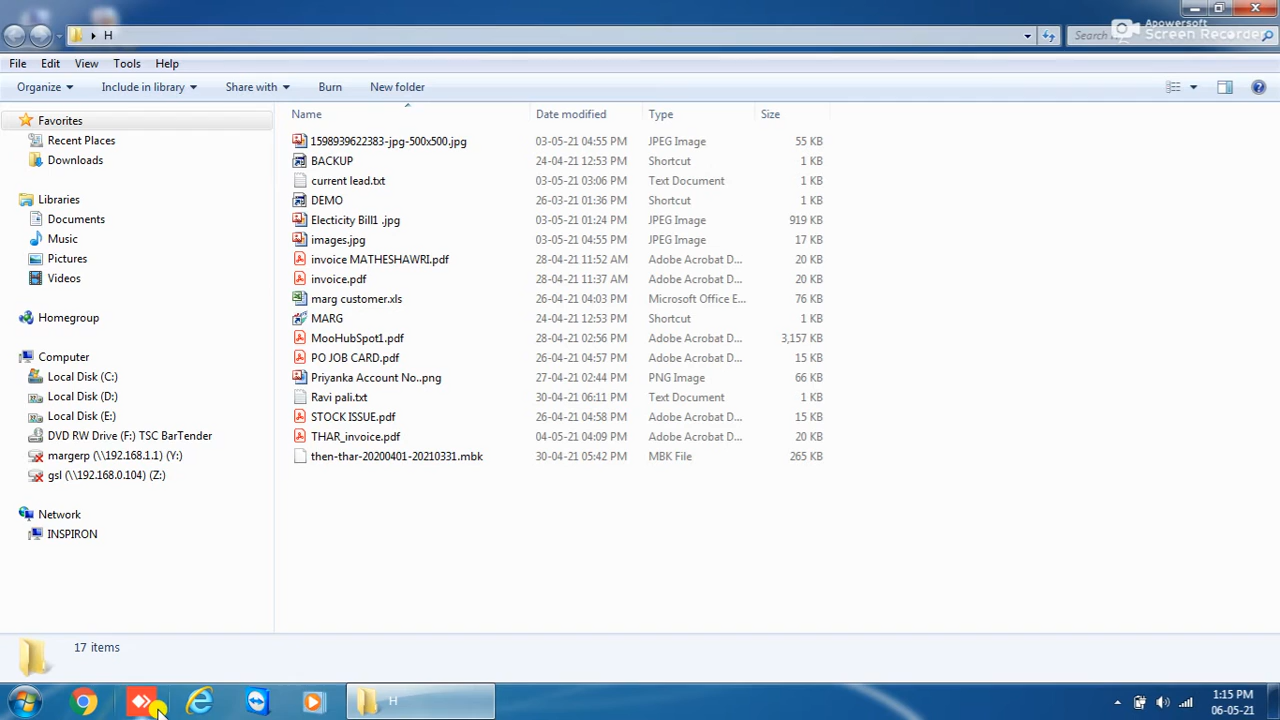 H
Search
Apowersoft
Screen Recorder
File Edit View Tools Help
Organize Include in library Share with Burn New folder
Name Date modified Type Size
Favorites
Recent Places
Downloads
Libraries
Documents
Music
Pictures
Videos
Homegroup
Computer
Local Disk (C:)
Local Disk (D:)
Local Disk (E:)
DVD RW Drive (F:) TSC BarTender
margerp (\\192.168.1.1) (Y:)
gsl (\\192.168.0.104) (Z:)
Network
INSPIRON
1598939622383-jpg-500x500.jpg 03-05-21 04:55 PM JPEG Image 55 KB
BACKUP 24-04-21 12:53 PM Shortcut 1 KB
current lead.txt 03-05-21 03:06 PM Text Document 1 KB
DEMO 26-03-21 01:36 PM Shortcut 1 KB
Electicity Bill1 .jpg 03-05-21 01:24 PM JPEG Image 919 KB
images.jpg 03-05-21 04:55 PM JPEG Image 17 KB
invoice MATHESHAWRI.pdf 28-04-21 11:52 AM Adobe Acrobat D... 20 KB
invoice.pdf 28-04-21 11:37 AM Adobe Acrobat D... 20 KB
marg customer.xls 26-04-21 04:03 PM Microsoft Office E... 76 KB
MARG 24-04-21 12:53 PM Shortcut 1 KB
MooHubSpot1.pdf 28-04-21 02:56 PM Adobe Acrobat D... 3,157 KB
PO JOB CARD.pdf 26-04-21 04:57 PM Adobe Acrobat D... 15 KB
Priyanka Account No..png 27-04-21 02:44 PM PNG Image 66 KB
Ravi pali.txt 30-04-21 06:11 PM Text Document 1 KB
STOCK ISSUE.pdf 26-04-21 04:58 PM Adobe Acrobat D... 15 KB
THAR_invoice.pdf 04-05-21 04:09 PM Adobe Acrobat D... 20 KB
then-thar-20200401-20210331.mbk 30-04-21 05:42 PM MBK File 265 KB
17 items
H
1:15 PM
06-05-21